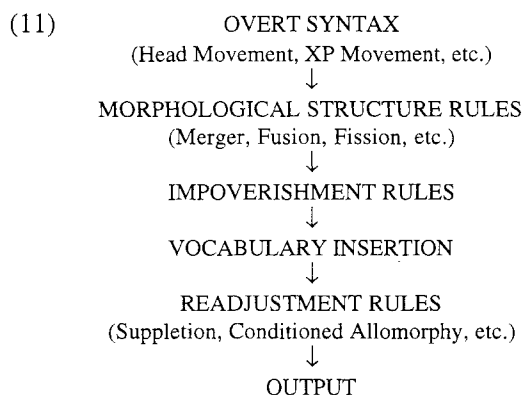 (11) OVERT SYNTAX
(Head Movement, XP Movement, etc.)
↓
MORPHOLOGICAL STRUCTURE RULES
(Merger, Fusion, Fission, etc.)
↓
IMPOVERISHMENT RULES
↓
VOCABULARY INSERTION
↓
READJUSTMENT RULES
(Suppletion, Conditioned Allomorphy, etc.)
↓
OUTPUT